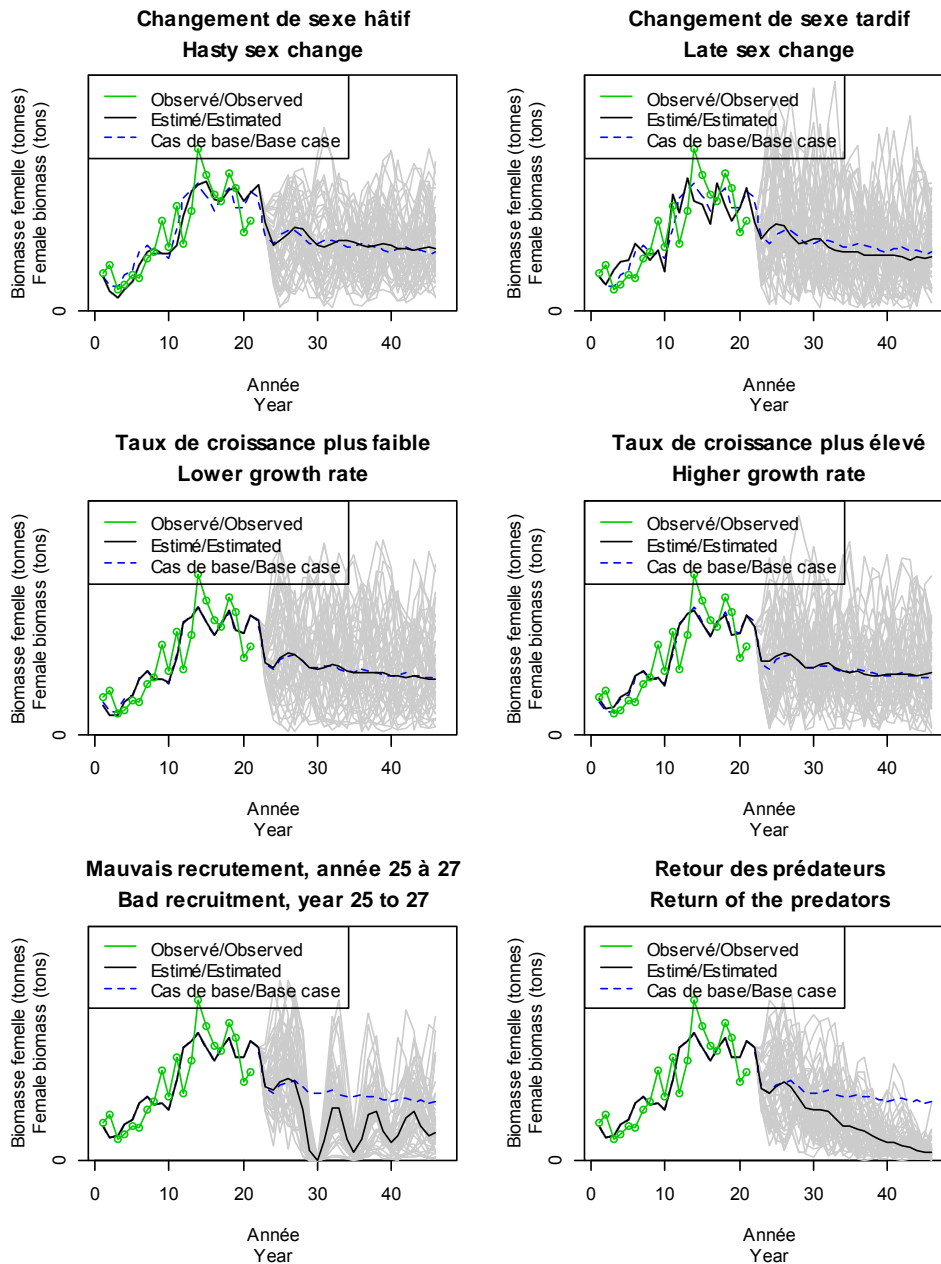 Changement de sexe hâtif
Hasty sex change
Biomasse femelle (tonnes)
Female biomass (tons)
Observé/Observed
Estimé/Estimated
Cas de base/Base case
0
0 10 20 30 40
Année
Year
Changement de sexe tardif
Late sex change
Biomasse femelle (tonnes)
Female biomass (tons)
Observé/Observed
Estimé/Estimated
Cas de base/Base case
0
0 10 20 30 40
Année
Year
Taux de croissance plus faible
Lower growth rate
Biomasse femelle (tonnes)
Female biomass (tons)
Observé/Observed
Estimé/Estimated
Cas de base/Base case
0
0 10 20 30 40
Année
Year
Taux de croissance plus élevé
Higher growth rate
Biomasse femelle (tonnes)
Female biomass (tons)
Observé/Observed
Estimé/Estimated
Cas de base/Base case
0
0 10 20 30 40
Année
Year
Mauvais recrutement, année 25 à 27
Bad recruitment, year 25 to 27
Biomasse femelle (tonnes)
Female biomass (tons)
Observé/Observed
Estimé/Estimated
Cas de base/Base case
0
0 10 20 30 40
Année
Year
Retour des prédateurs
Return of the predators
Biomasse femelle (tonnes)
Female biomass (tons)
Observé/Observed
Estimé/Estimated
Cas de base/Base case
0
0 10 20 30 40
Année
Year